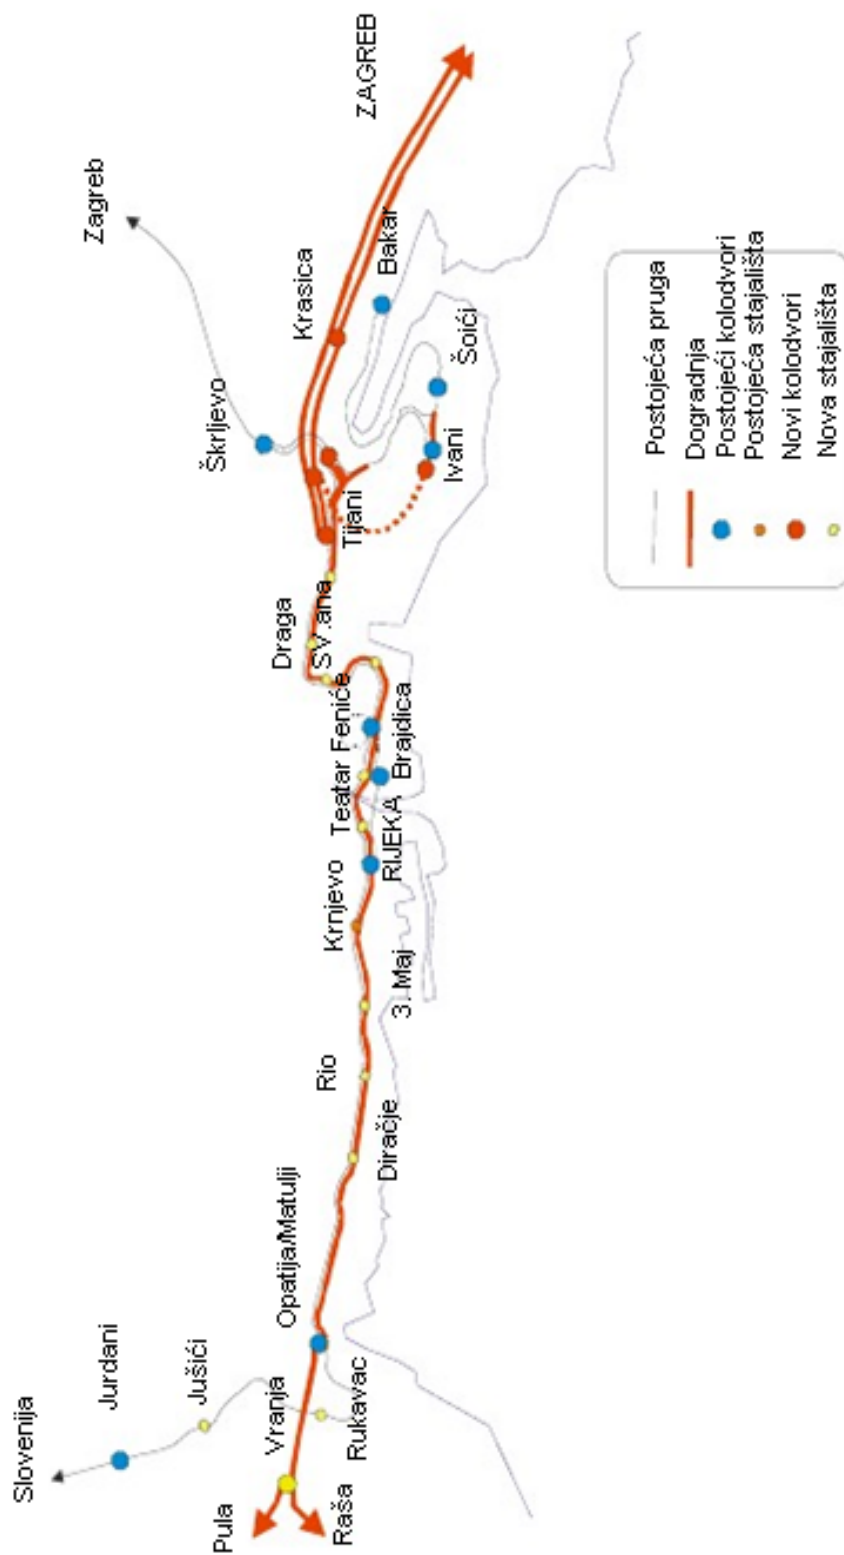 Slovenija
Jurdani
Jušići
Pula
Vranja
Raša
Rukavac
Opatija/Matulji
Diračje
Rio
3. Maj
Krnjevo
RIJEKA
Teatar Feniće
Brajdica
SV.ana
Draga
Tijani
Škrljevo
Ivani
Šoići
Krasica
Bakar
Zagreb
ZAGREB
Postojeća pruga
Dogradnja
Postojeći kolodvori
Postojeća stajališta
Novi kolodvori
Nova stajališta